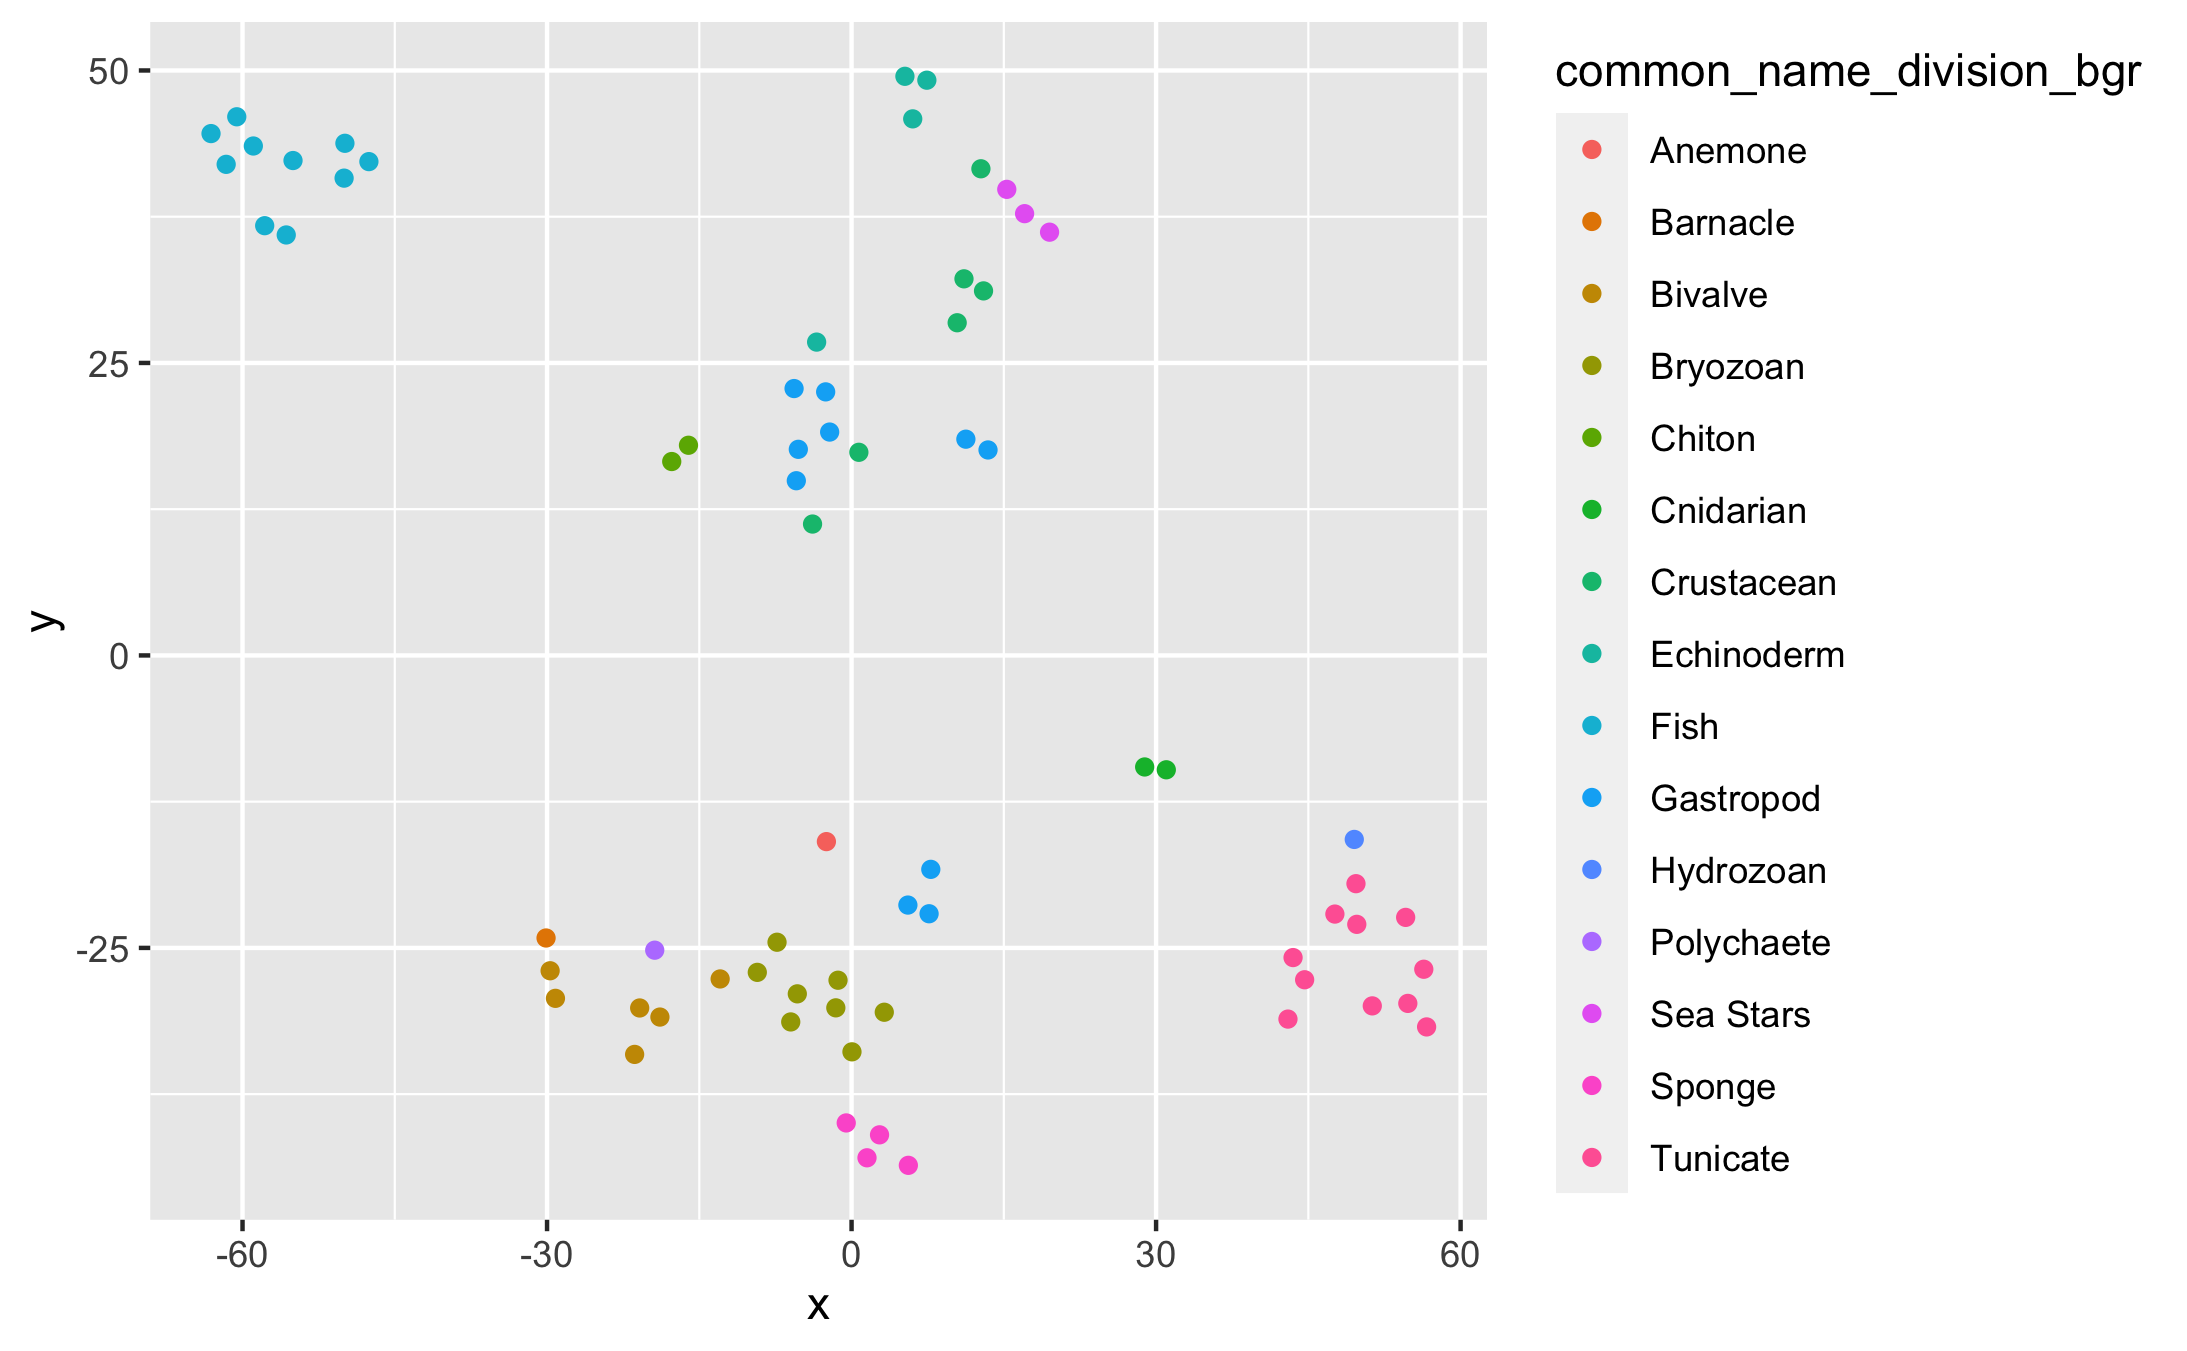 common_name_division_bgr
Anemone
Barnacle
Bivalve
Bryozoan
Chiton
Cnidarian
Crustacean
Echinoderm
Fish
Gastropod
Hydrozoan
Polychaete
Sea Stars
Sponge
Tunicate
50
25
0
-25
y
-60
-30
0
30
60
x